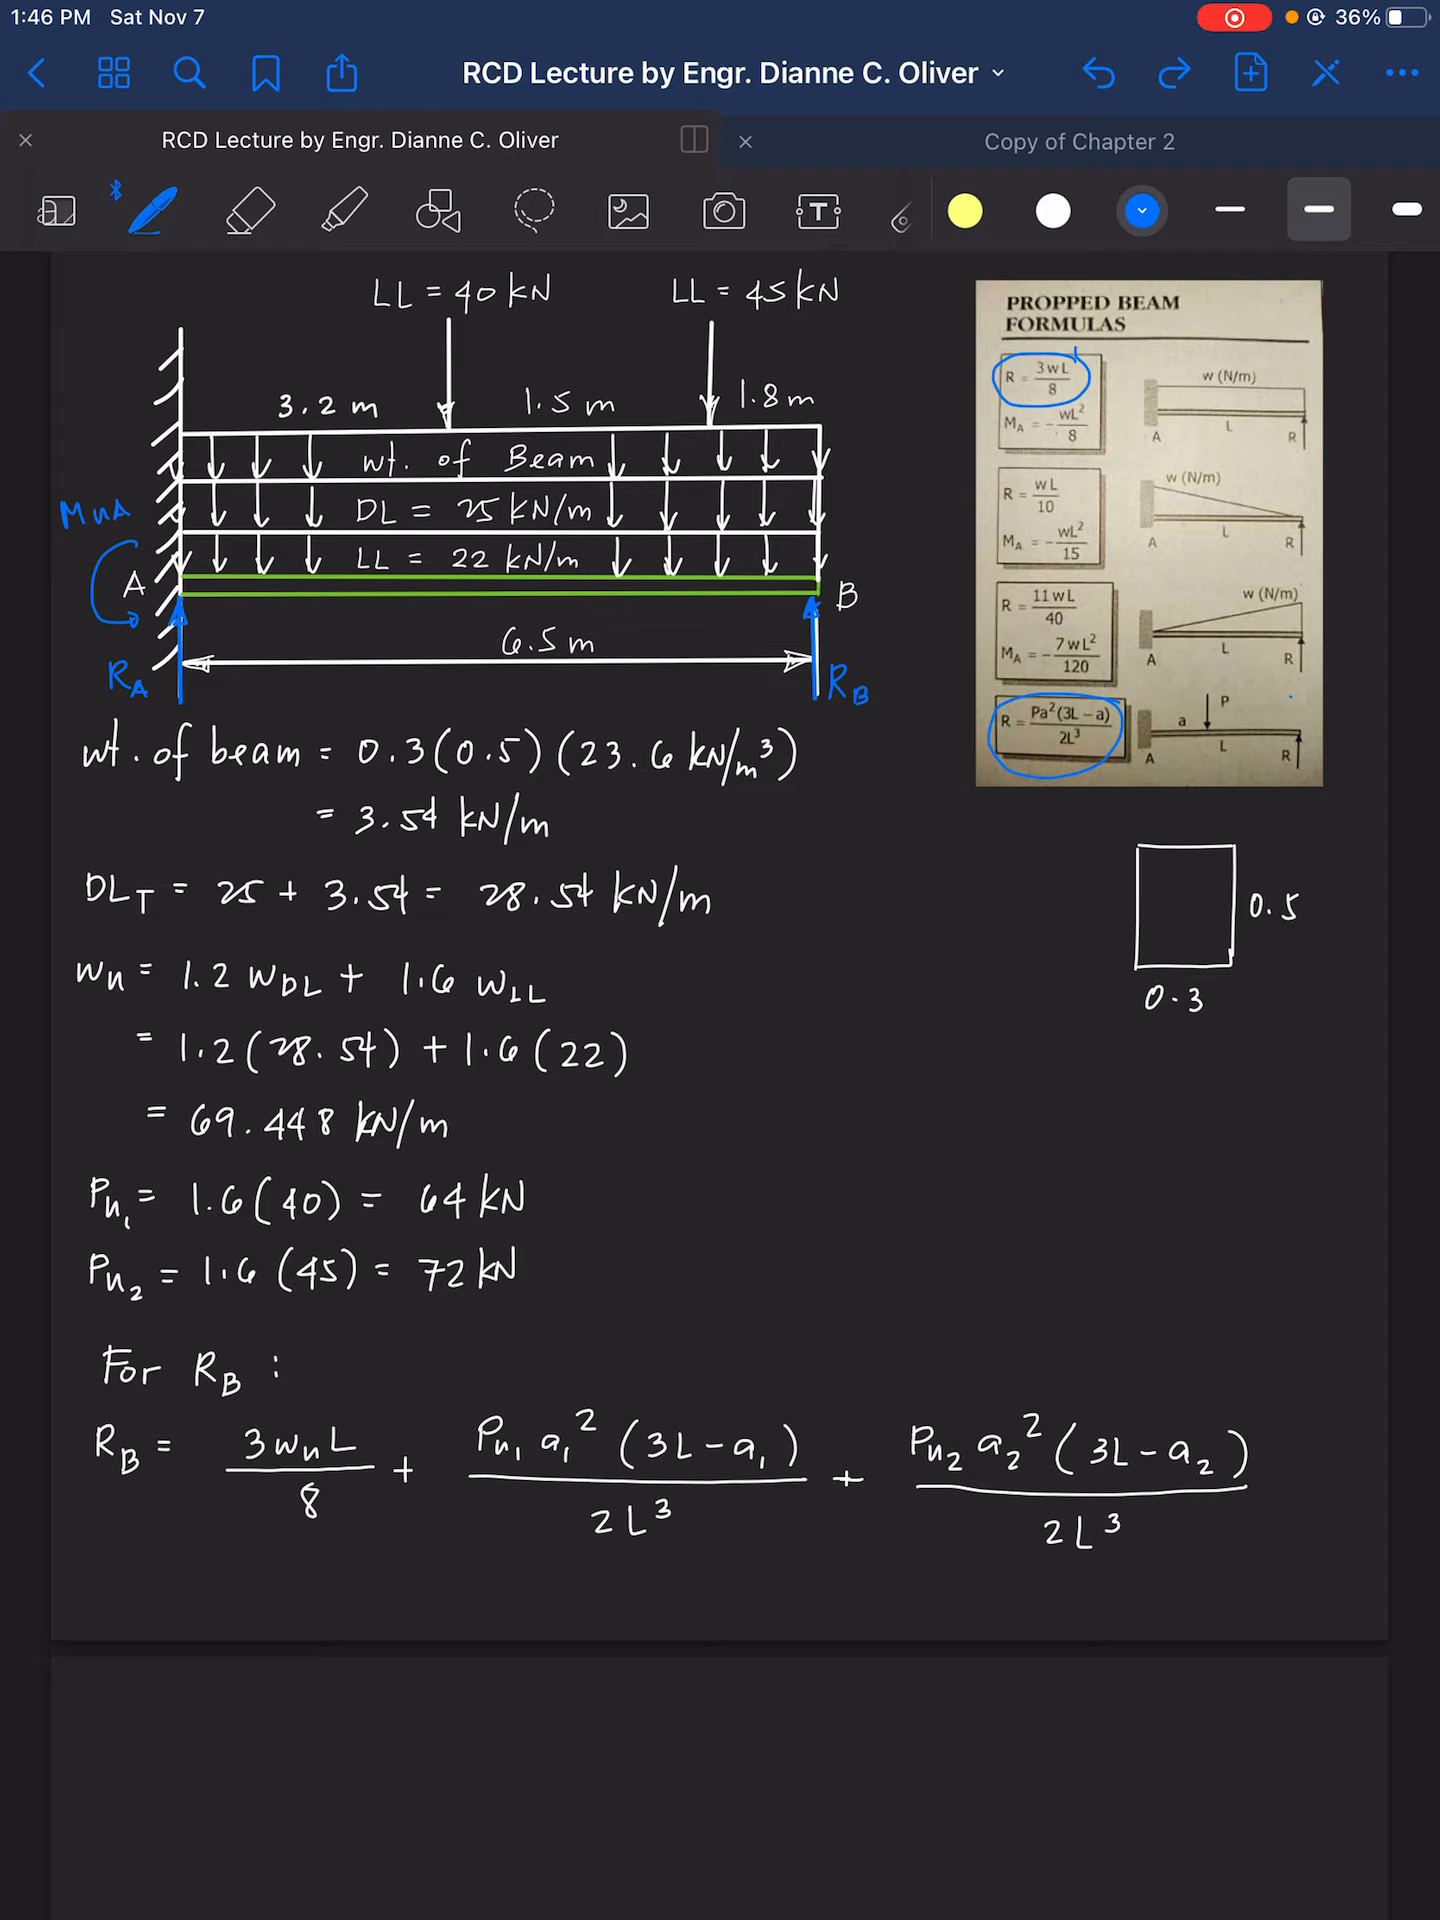 1:46 PM Sat Nov 7
36%
RCD Lecture by Engr. Dianne C. Oliver
RCD Lecture by Engr. Dianne C. Oliver
Copy of Chapter 2
T
LL = 40 kN
LL = 45 kN
3.2 m
1.5 m
1.8 m
wt. of Beam
DL = 25 kN/m
LL = 22 kN/m
MuA
A
B
6.5 m
RA
RB
PROPPED BEAM
FORMULAS
R = 3wL/8
MA = -wL²/8
w (N/m)
A
L
R
R = wL/10
MA = -wL²/15
w (N/m)
A
L
R
R = 11wL/40
MA = -7wL²/120
w (N/m)
A
L
R
R = Pa²(3L – a)/2L³
P
a
L
A
R
wt. of beam = 0.3(0.5)(23.6 kN/m³)
= 3.54 kN/m
DLT = 25 + 3.54 = 28.54 kN/m
0.5
0.3
wu = 1.2 wDL + 1.6 wLL
= 1.2(28.54) + 1.6(22)
= 69.448 kN/m
Pu₁ = 1.6(40) = 64 kN
Pu₂ = 1.6(45) = 72 kN
For RB :
RB = 3wuL/8 + Pu₁ a₁² (3L-a₁)/2L³ + Pu₂ a₂² (3L-a₂)/2L³